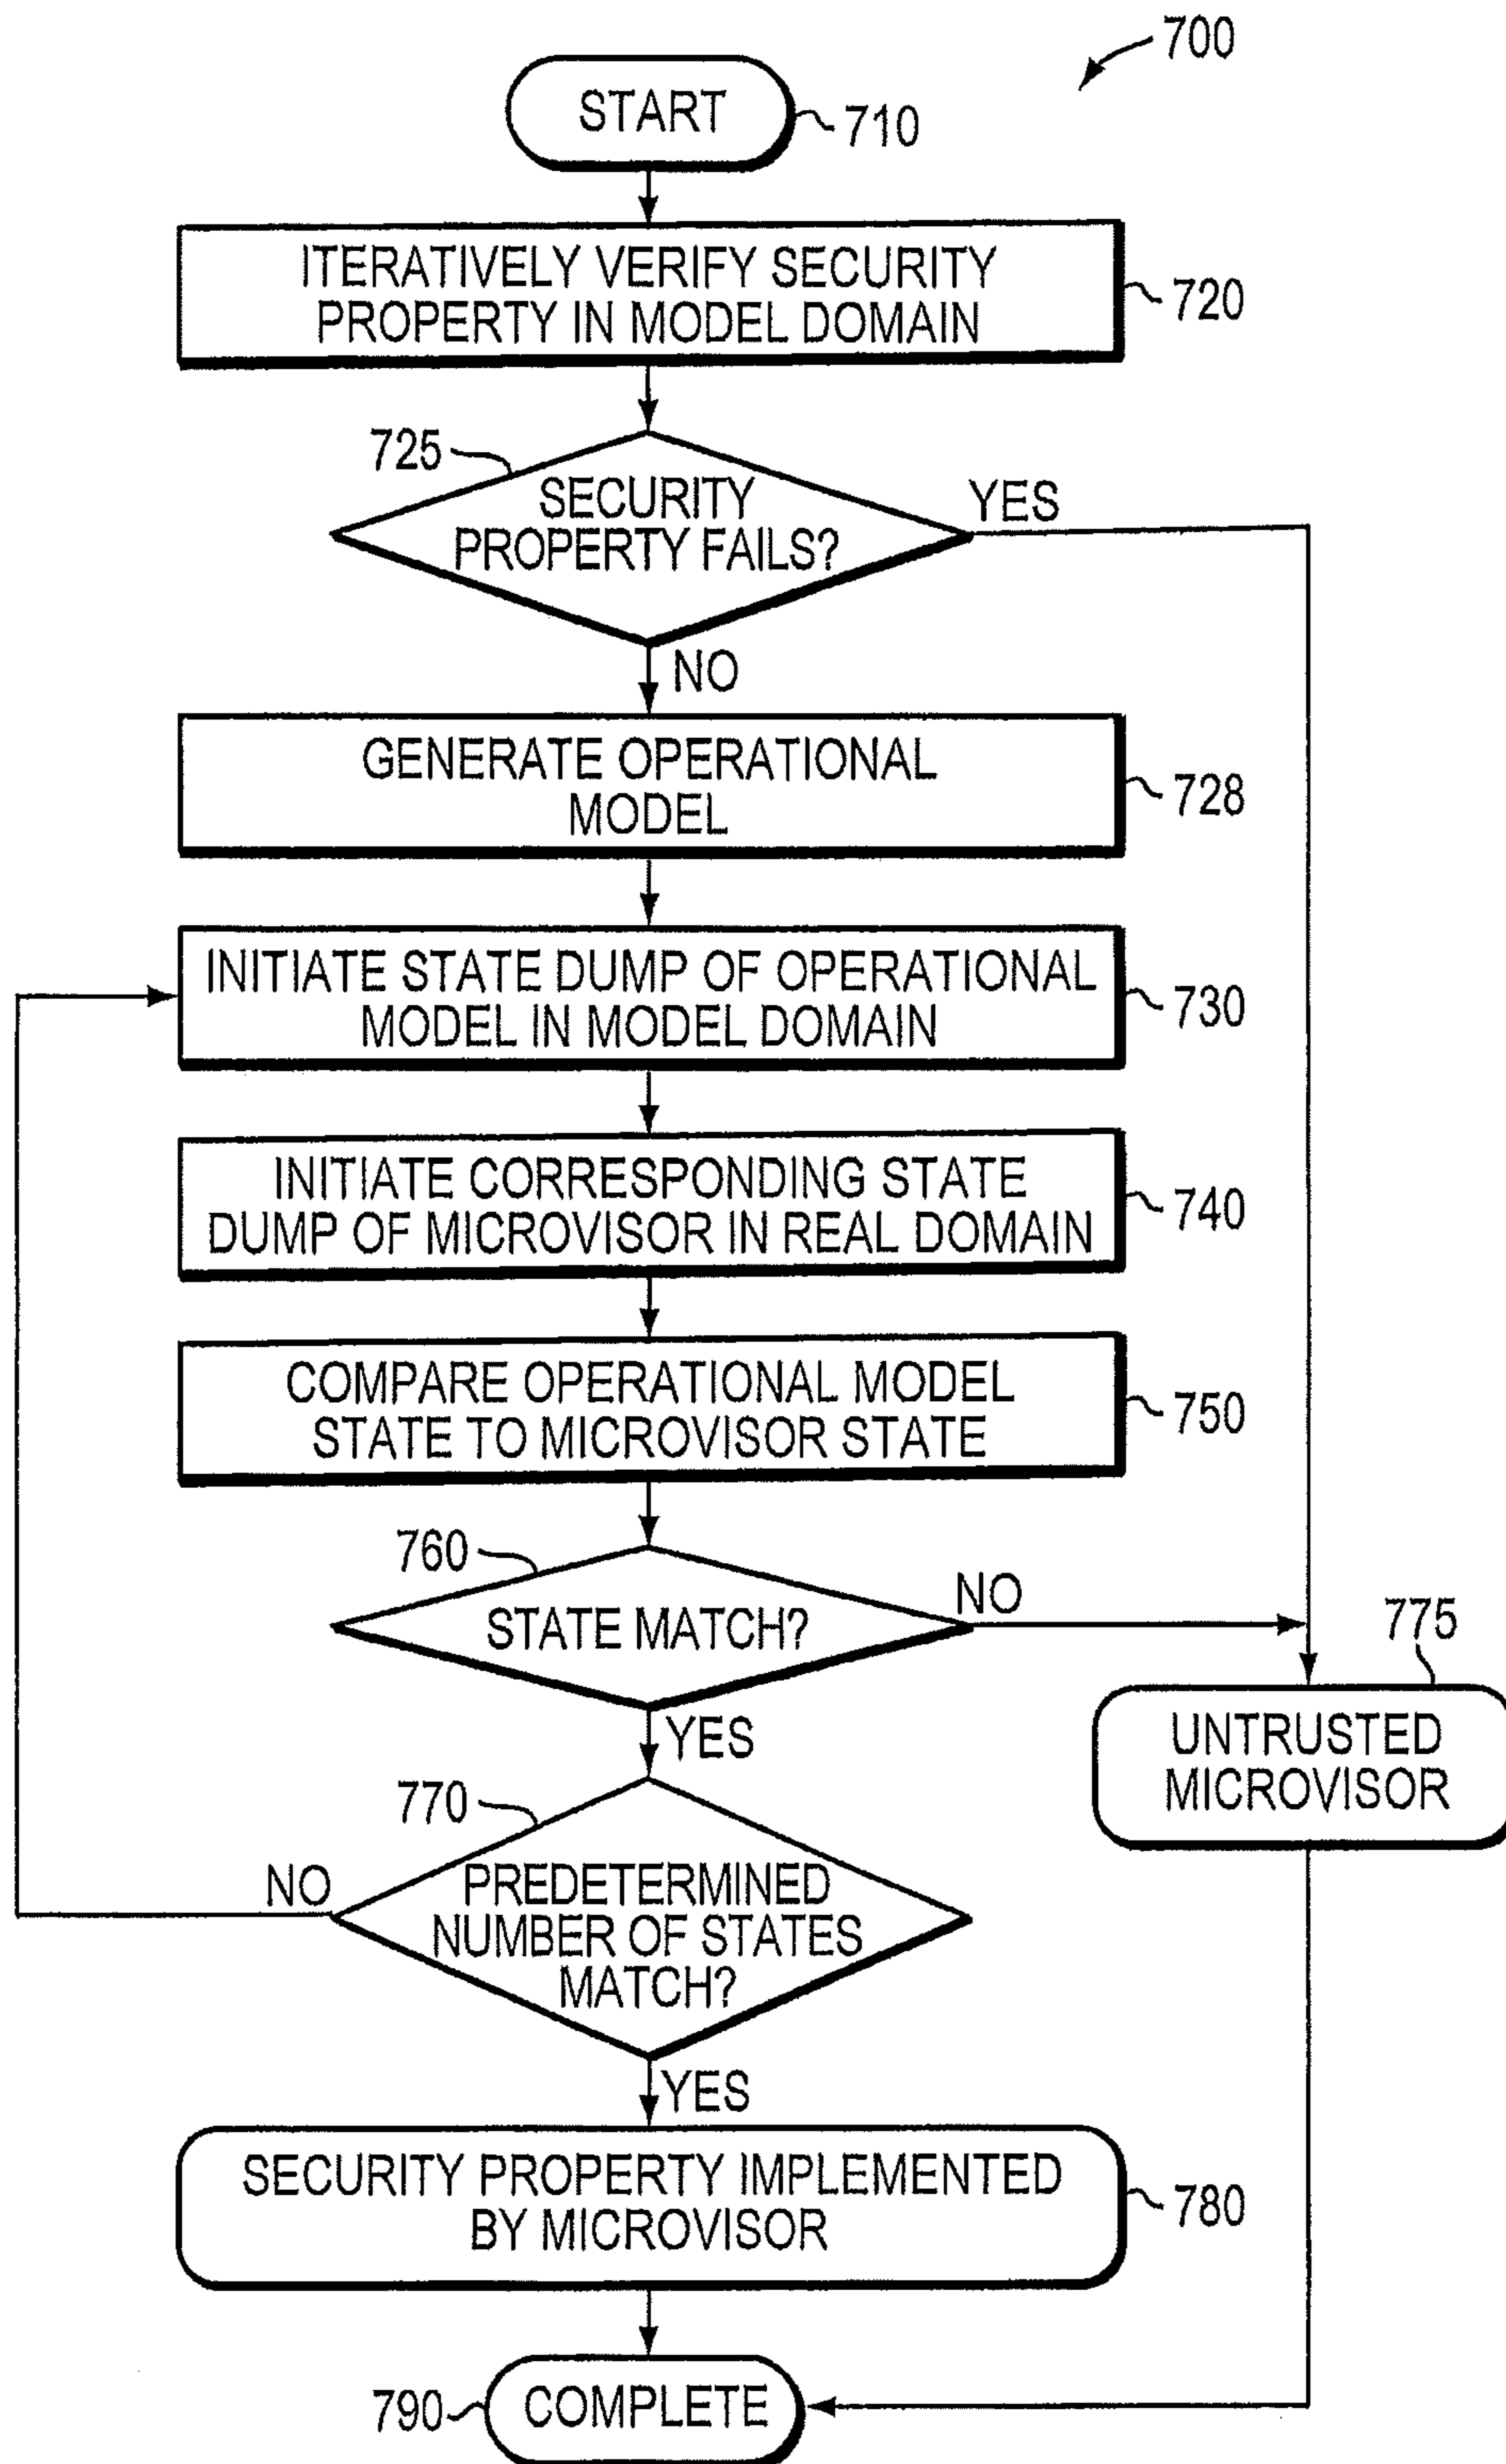 700
START
710
ITERATIVELY VERIFY SECURITY
PROPERTY IN MODEL DOMAIN
720
725
SECURITY
PROPERTY FAILS?
YES
NO
GENERATE OPERATIONAL
MODEL
728
INITIATE STATE DUMP OF OPERATIONAL
MODEL IN MODEL DOMAIN
730
INITIATE CORRESPONDING STATE
DUMP OF MICROVISOR IN REAL DOMAIN
740
COMPARE OPERATIONAL MODEL
STATE TO MICROVISOR STATE
750
760
STATE MATCH?
NO
775
UNTRUSTED
MICROVISOR
YES
770
NO
PREDETERMINED
NUMBER OF STATES
MATCH?
YES
SECURITY PROPERTY IMPLEMENTED
BY MICROVISOR
780
790
COMPLETE